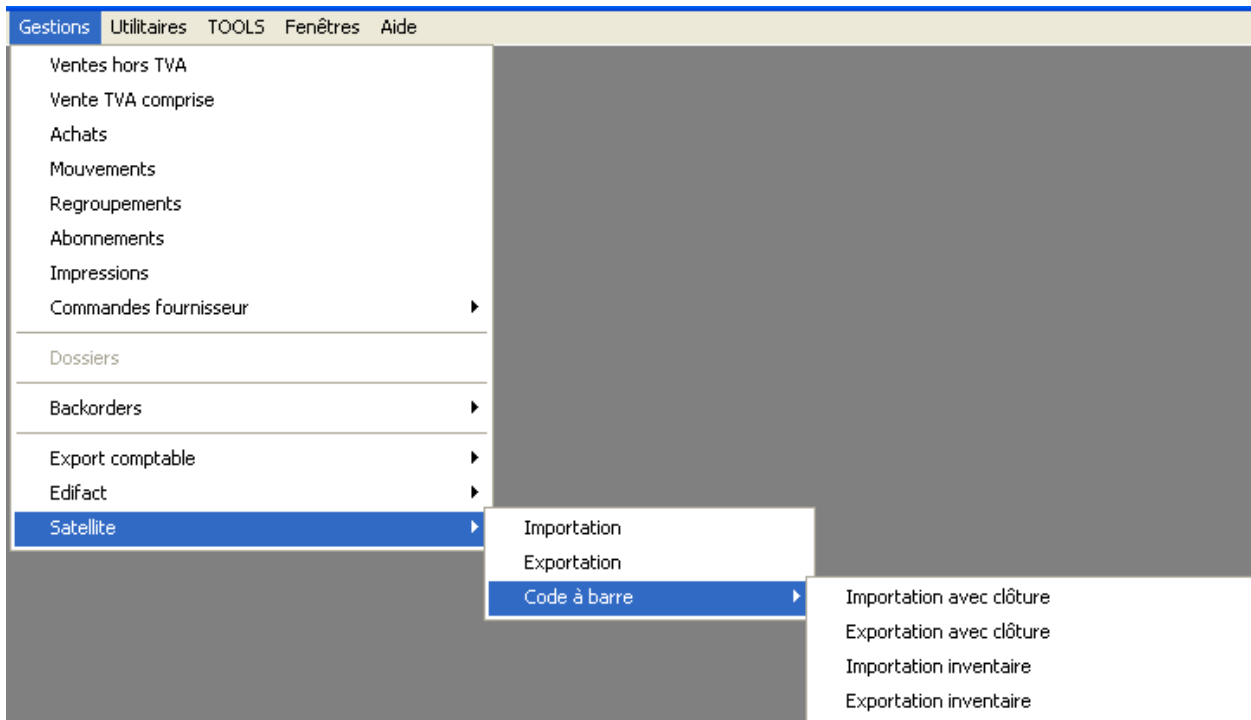 Gestions Utilitaires TOOLS Fenêtres Aide
Ventes hors TVA
Vente TVA comprise
Achats
Mouvements
Regroupements
Abonnements
Impressions
Commandes fournisseur
Dossiers
Backorders
Export comptable
Edifact
Satellite
Importation
Exportation
Code à barre
Importation avec clôture
Exportation avec clôture
Importation inventaire
Exportation inventaire